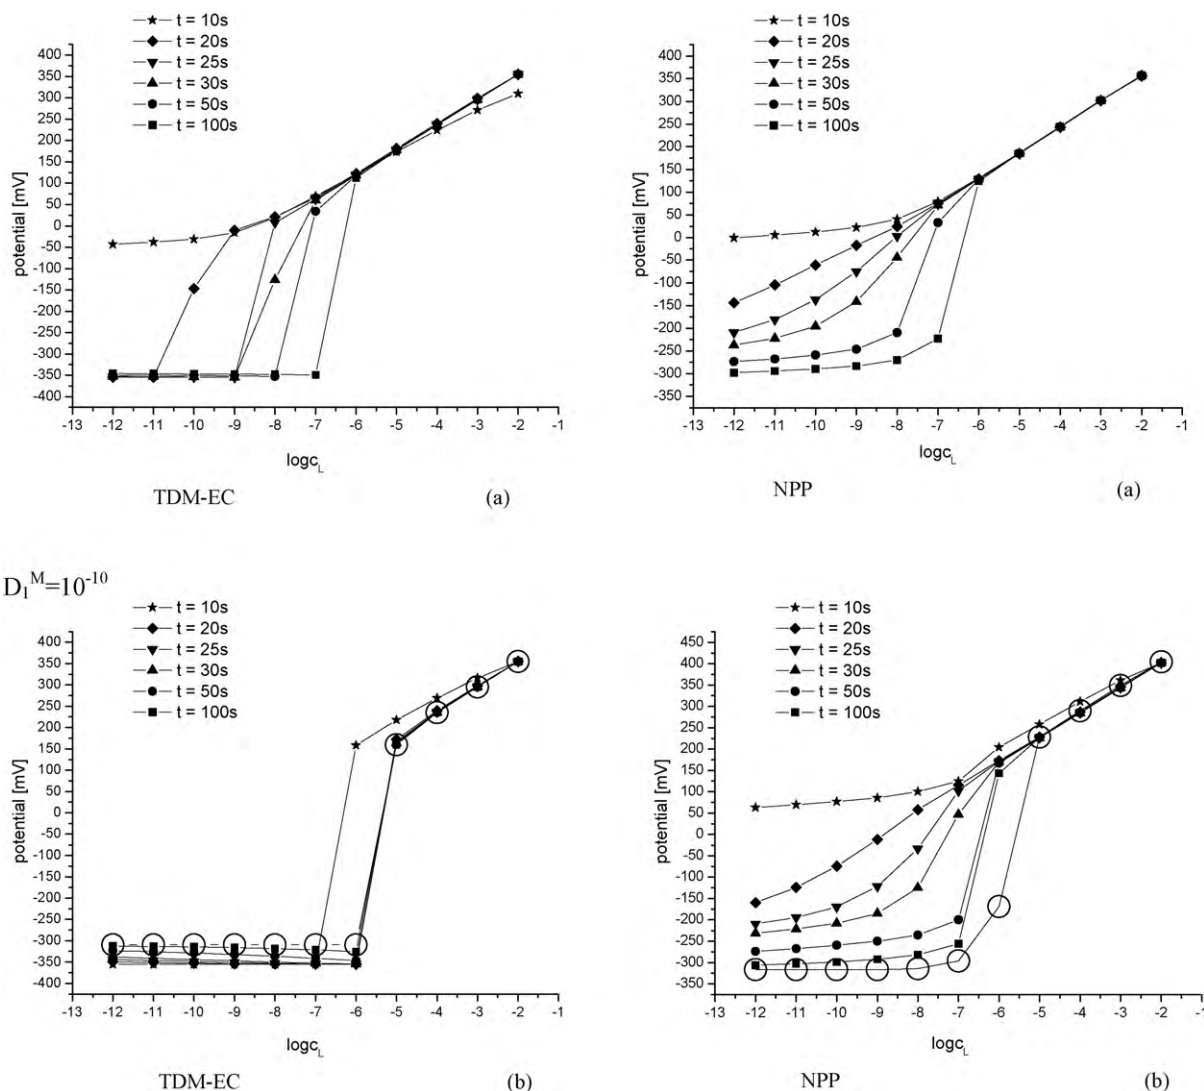 t = 10s
t = 20s
t = 25s
t = 30s
t = 50s
t = 100s
potential [mV]
400
350
300
250
200
150
100
50
0
-50
-100
-150
-200
-250
-300
-350
-400
-13 -12 -11 -10 -9 -8 -7 -6 -5 -4 -3 -2 -1
logc_L
TDM-EC (a)
t = 10s
t = 20s
t = 25s
t = 30s
t = 50s
t = 100s
potential [mV]
400
350
300
250
200
150
100
50
0
-50
-100
-150
-200
-250
-300
-350
-13 -12 -11 -10 -9 -8 -7 -6 -5 -4 -3 -2 -1
logc_L
NPP (a)
D_I^M=10^-10
t = 10s
t = 20s
t = 25s
t = 30s
t = 50s
t = 100s
potential [mV]
400
350
300
250
200
150
100
50
0
-50
-100
-150
-200
-250
-300
-350
-400
-13 -12 -11 -10 -9 -8 -7 -6 -5 -4 -3 -2 -1
logc_L
TDM-EC (b)
t = 10s
t = 20s
t = 25s
t = 30s
t = 50s
t = 100s
potential [mV]
450
400
350
300
250
200
150
100
50
0
-50
-100
-150
-200
-250
-300
-350
-13 -12 -11 -10 -9 -8 -7 -6 -5 -4 -3 -2 -1
logc_L
NPP (b)